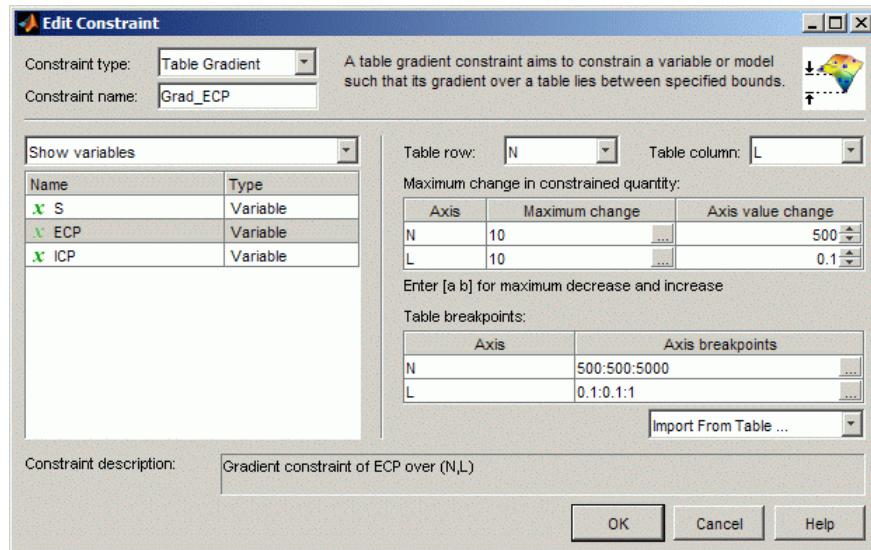 Edit Constraint
Constraint type: Table Gradient
A table gradient constraint aims to constrain a variable or model
such that its gradient over a table lies between specified bounds.
Constraint name: Grad_ECP
Show variables
Name Type
x S Variable
x ECP Variable
x ICP Variable
Table row: N Table column: L
Maximum change in constrained quantity:
Axis Maximum change Axis value change
N 10 ... 500
L 10 ... 0.1
Enter [a b] for maximum decrease and increase
Table breakpoints:
Axis Axis breakpoints
N 500:500:5000 ...
L 0.1:0.1:1 ...
Import From Table ...
Constraint description: Gradient constraint of ECP over (N,L)
OK Cancel Help